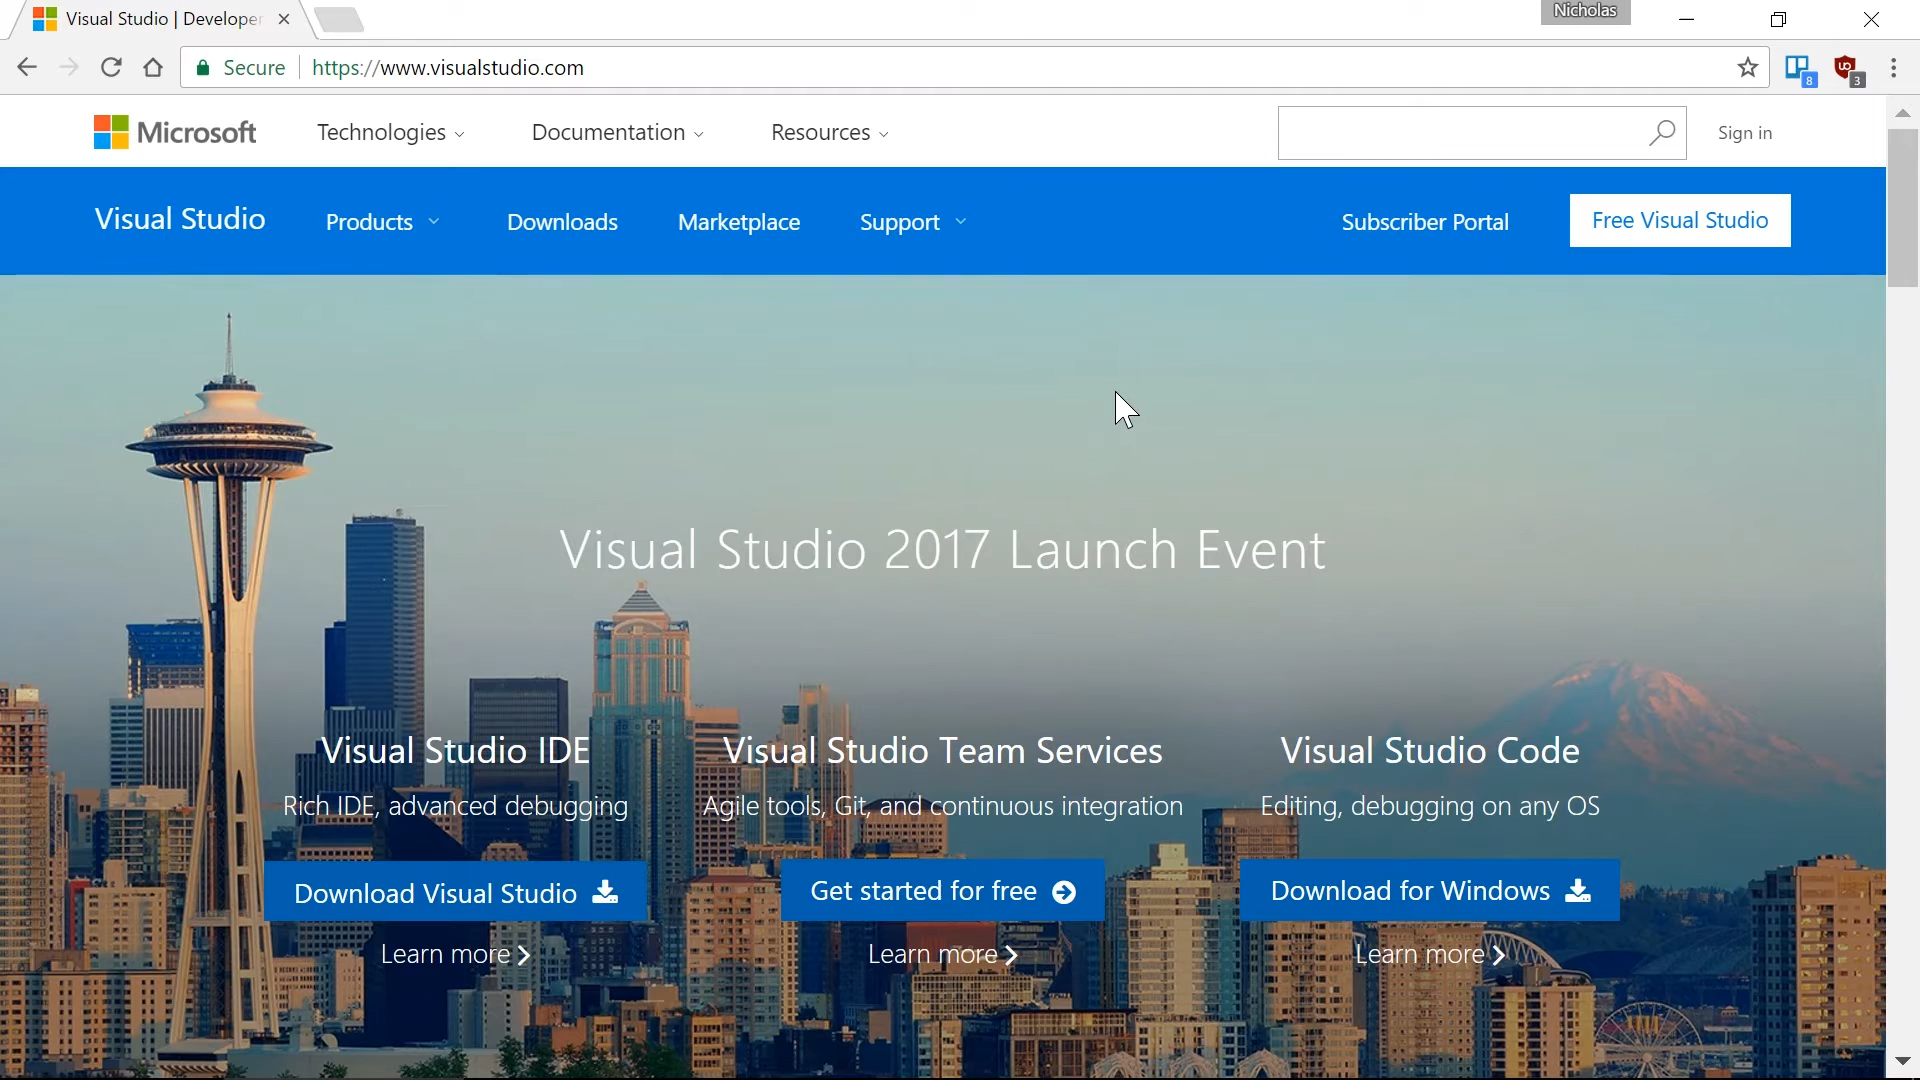 Visual Studio | Developer
Nicholas
Secure
https://www.visualstudio.com
8
3
Microsoft
Technologies
Documentation
Resources
Sign in
Visual Studio
Products
Downloads
Marketplace
Support
Subscriber Portal
Free Visual Studio
Visual Studio 2017 Launch Event
Visual Studio IDE
Rich IDE, advanced debugging
Download Visual Studio
Learn more
Visual Studio Team Services
Agile tools, Git, and continuous integration
Get started for free
Learn more
Visual Studio Code
Editing, debugging on any OS
Download for Windows
Learn more